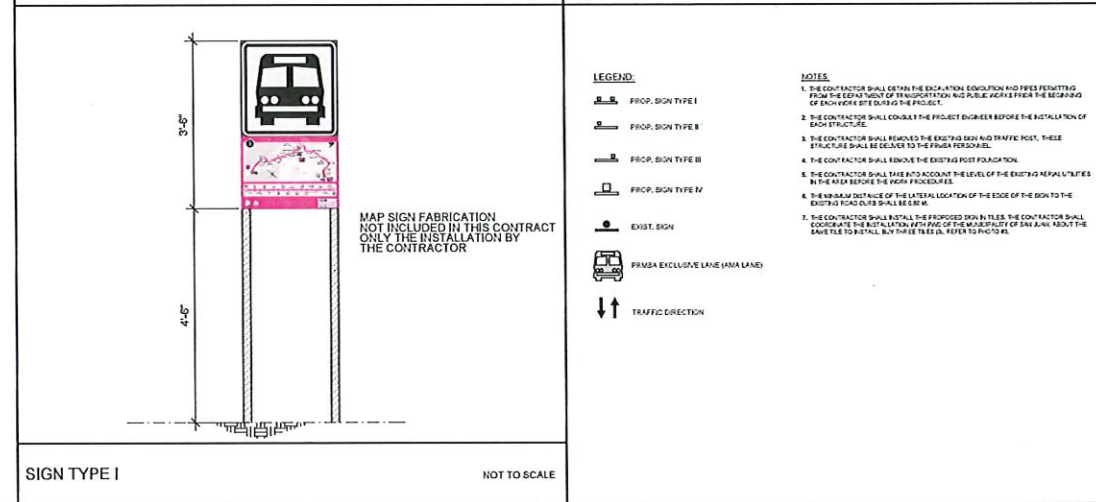 3'-6"
4'-6"
MAP SIGN FABRICATION
NOT INCLUDED IN THIS CONTRACT
ONLY THE INSTALLATION BY
THE CONTRACTOR
SIGN TYPE I
NOT TO SCALE
LEGEND:
PROP. SIGN TYPE I
PROP. SIGN TYPE II
PROP. SIGN TYPE III
PROP. SIGN TYPE IV
EXIST. SIGN
PRMBA EXCLUSIVE LANE (AMA LANE)
TRAFFIC DIRECTION
NOTES:
1. THE CONTRACTOR SHALL OBTAIN THE EXCAVATION, DEMOLITION AND PIPES PERMITTING
FROM THE DEPARTMENT OF TRANSPORTATION AND PUBLIC WORKS PRIOR THE BEGINNING
OF EACH WORK SITE DURING THE PROJECT.
2. THE CONTRACTOR SHALL CONSULT THE PROJECT ENGINEER BEFORE THE INSTALLATION OF
EACH STRUCTURE.
3. THE CONTRACTOR SHALL REMOVED THE EXISTING SIGN AND TRAFFIC POST, THESE
STRUCTURE SHALL BE DELIVER TO THE PRMBA PERSONNEL.
4. THE CONTRACTOR SHALL REMOVE THE EXISTING POST FOUNDATION.
5. THE CONTRACTOR SHALL TAKE INTO ACCOUNT THE LEVEL OF THE EXISTING AERIAL UTILITIES
IN THE AREA BEFORE THE WORK PROCEDURES.
6. THE MINIMUM DISTANCE OF THE LATERAL LOCATION OF THE EDGE OF THE SIGN TO THE
EXISTING ROAD CURB SHALL BE 0.60 M.
7. THE CONTRACTOR SHALL INSTALL THE PROPOSED SIGN IN TILES. THE CONTRACTOR SHALL
COORDINATE THE INSTALLATION WITH PWD OF THE MUNICIPALITY OF SAN JUAN, ABOUT THE
SAME TILE TO INSTALL. BUY THREE TILES (3). REFER TO PHOTO